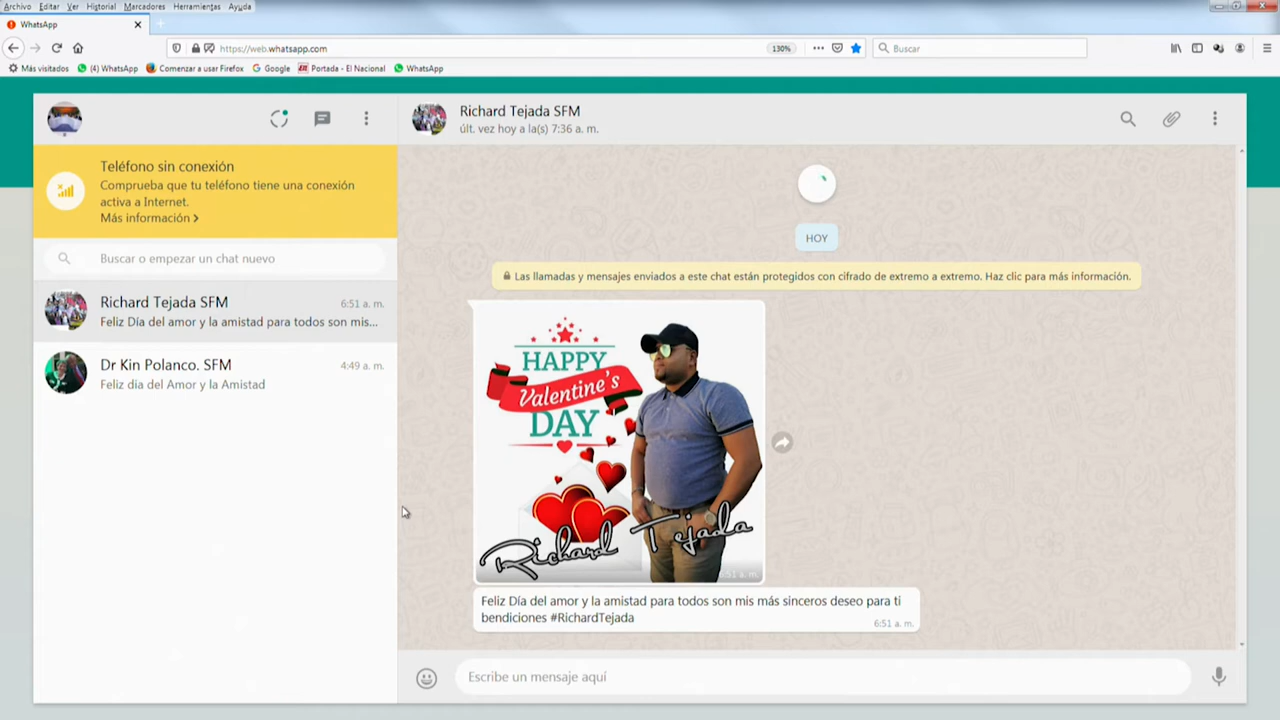 Archivo Editar Ver Historial Marcadores Herramientas Ayuda
WhatsApp
https://web.whatsapp.com
130%
Buscar
Más visitados
(4) WhatsApp
Comenzar a usar Firefox
Google
Portada - El Nacional
WhatsApp
Teléfono sin conexión
Comprueba que tu teléfono tiene una conexión
activa a Internet.
Más información
Buscar o empezar un chat nuevo
Richard Tejada SFM
6:51 a. m.
Feliz Día del amor y la amistad para todos son mis...
Dr Kin Polanco. SFM
4:49 a. m.
Feliz dia del Amor y la Amistad
Richard Tejada SFM
últ. vez hoy a la(s) 7:36 a. m.
HOY
Las llamadas y mensajes enviados a este chat están protegidos con cifrado de extremo a extremo. Haz clic para más información.
HAPPY
Valentine's
DAY
Richard Tejada
6:51 a. m.
Feliz Día del amor y la amistad para todos son mis más sinceros deseo para ti
bendiciones #RichardTejada
6:51 a. m.
Escribe un mensaje aquí